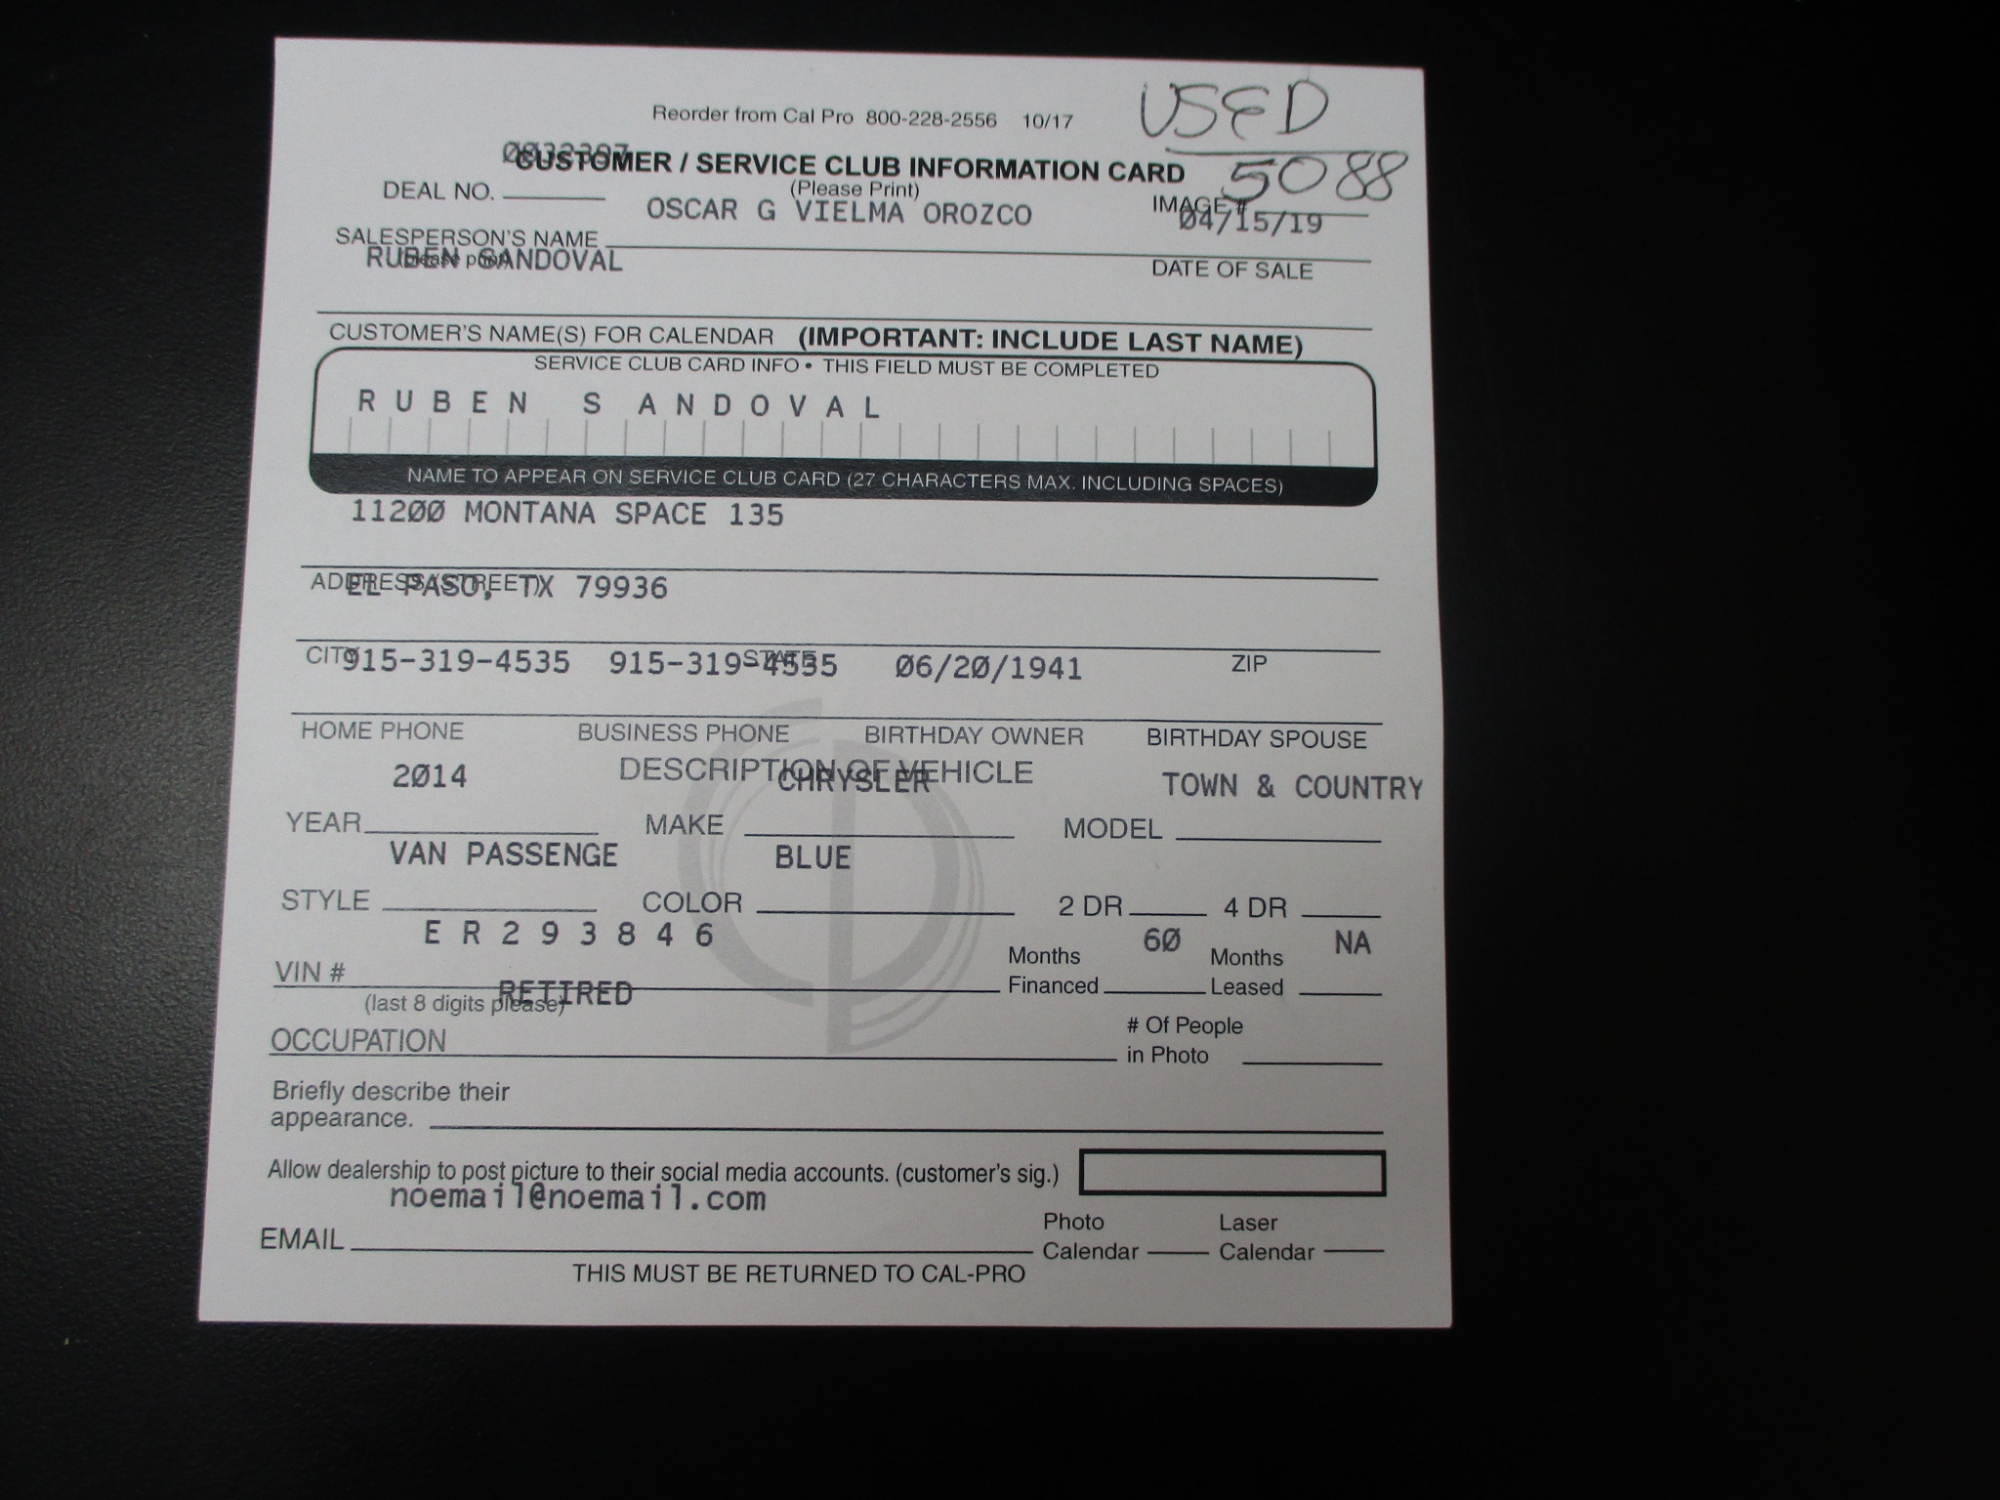 Reorder from Cal Pro 800-228-2556 10/17
USED
CUSTOMER / SERVICE CLUB INFORMATION CARD
5088
(Please Print)
DEAL NO.
IMAGE #
OSCAR G VIELMA OROZCO
04/15/19
SALESPERSON'S NAME
(please print)
RUBEN SANDOVAL
DATE OF SALE
CUSTOMER'S NAME(S) FOR CALENDAR (IMPORTANT: INCLUDE LAST NAME)
SERVICE CLUB CARD INFO • THIS FIELD MUST BE COMPLETED
RUBEN SANDOVAL
NAME TO APPEAR ON SERVICE CLUB CARD (27 CHARACTERS MAX. INCLUDING SPACES)
11200 MONTANA SPACE 135
ADDRESS (STREET)
EL PASO, TX 79936
CITY STATE ZIP
915-319-4535 915-319-4535 06/20/1941
HOME PHONE BUSINESS PHONE BIRTHDAY OWNER BIRTHDAY SPOUSE
DESCRIPTION OF VEHICLE
2014 CHRYSLER TOWN & COUNTRY
YEAR MAKE MODEL
VAN PASSENGE BLUE
STYLE COLOR 2 DR 4 DR
ER293846 60 NA
VIN # Months Financed Months Leased
(last 8 digits please)
RETIRED
OCCUPATION # Of People in Photo
Briefly describe their
appearance.
Allow dealership to post picture to their social media accounts. (customer's sig.)
noemail@noemail.com
EMAIL Photo Calendar Laser Calendar
THIS MUST BE RETURNED TO CAL-PRO